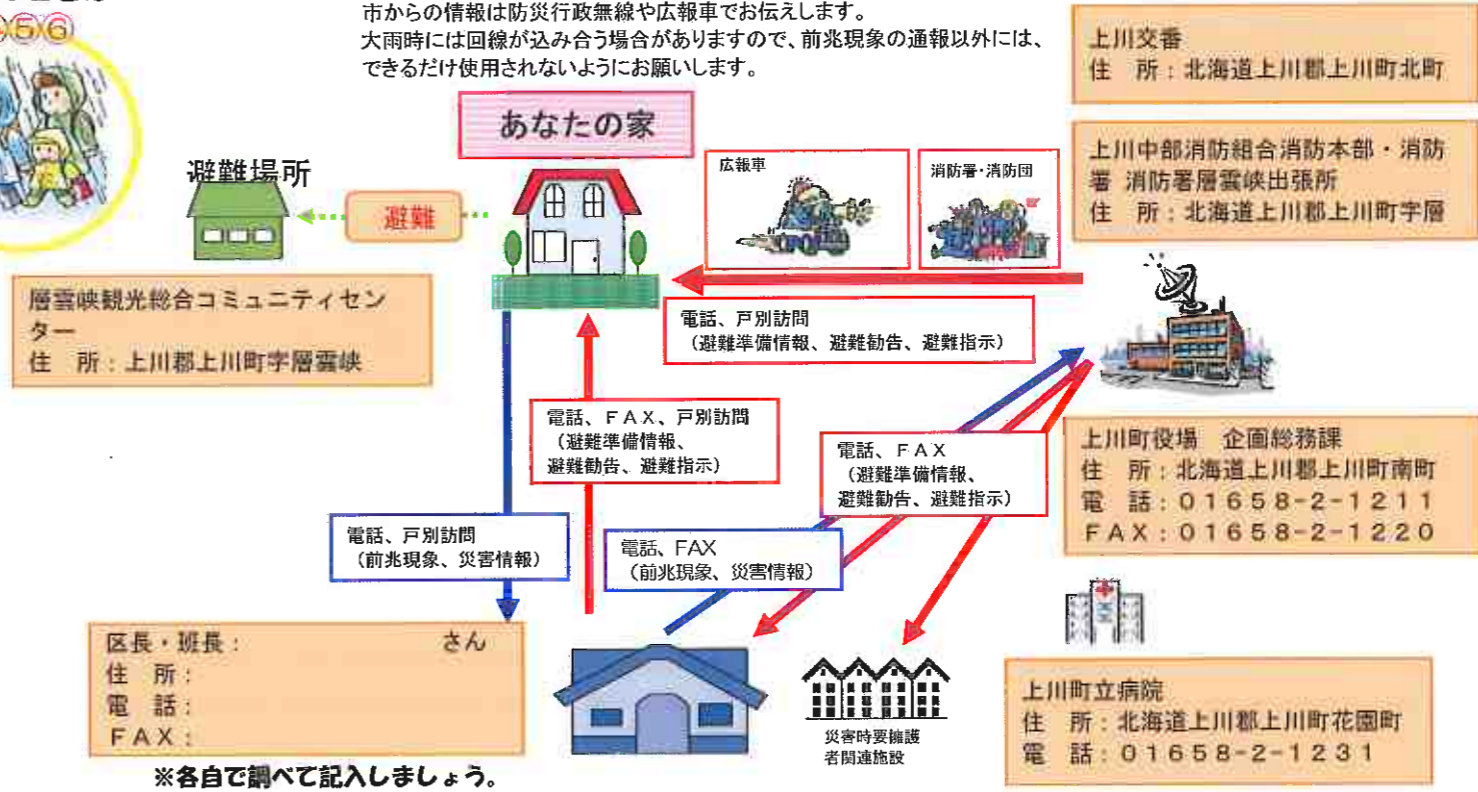 ⑤⑥
市からの情報は防災行政無線や広報車でお伝えします。
大雨時には回線が込み合う場合がありますので、前兆現象の通報以外には、
できるだけ使用されないようにお願いします。
上川交番
住 所：北海道上川郡上川町北町
あなたの家
上川中部消防組合消防本部・消防
署 消防署層雲峡出張所
住 所：北海道上川郡上川町字層
広報車
消防署・消防団
避難場所
避難
層雲峡観光総合コミュニティセン
ター
住 所：上川郡上川町字層雲峡
電話、戸別訪問
（避難準備情報、避難勧告、避難指示）
電話、ＦＡＸ、戸別訪問
（避難準備情報、
避難勧告、避難指示）
電話、ＦＡＸ
（避難準備情報、
避難勧告、避難指示）
上川町役場 企画総務課
住 所：北海道上川郡上川町南町
電 話：０１６５８-２-１２１１
ＦＡＸ：０１６５８-２-１２２０
電話、戸別訪問
（前兆現象、災害情報）
電話、FAX
（前兆現象、災害情報）
区長・班長： さん
住 所：
電 話：
ＦＡＸ：
※各自で調べて記入しましょう。
災害時要擁護
者関連施設
上川町立病院
住 所：北海道上川郡上川町花園町
電 話：０１６５８-２-１２３１